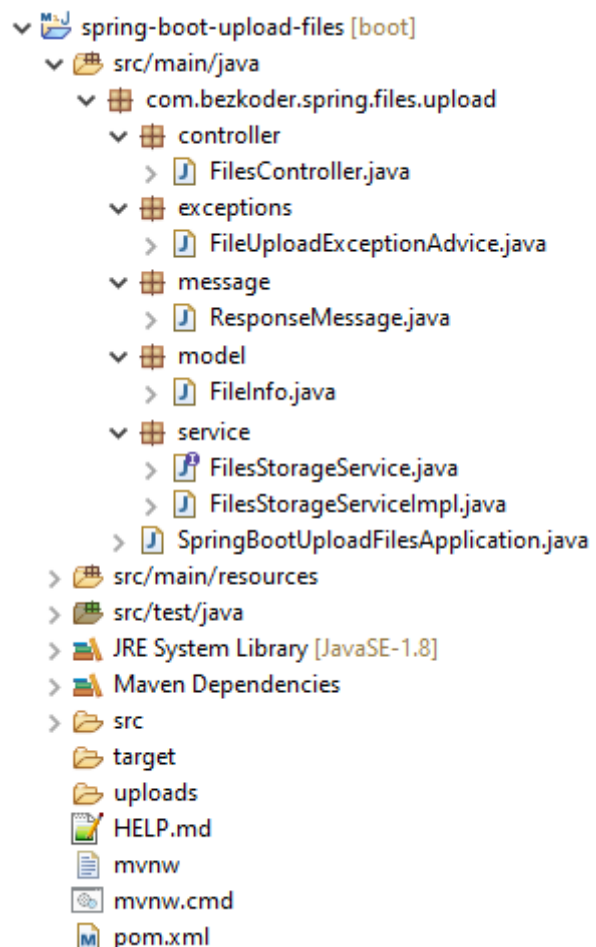 spring-boot-upload-files [boot]
src/main/java
com.bezkoder.spring.files.upload
controller
FilesController.java
exceptions
FileUploadExceptionAdvice.java
message
ResponseMessage.java
model
FileInfo.java
service
FilesStorageService.java
FilesStorageServiceImpl.java
SpringBootUploadFilesApplication.java
src/main/resources
src/test/java
JRE System Library [JavaSE-1.8]
Maven Dependencies
src
target
uploads
HELP.md
mvnw
mvnw.cmd
pom.xml